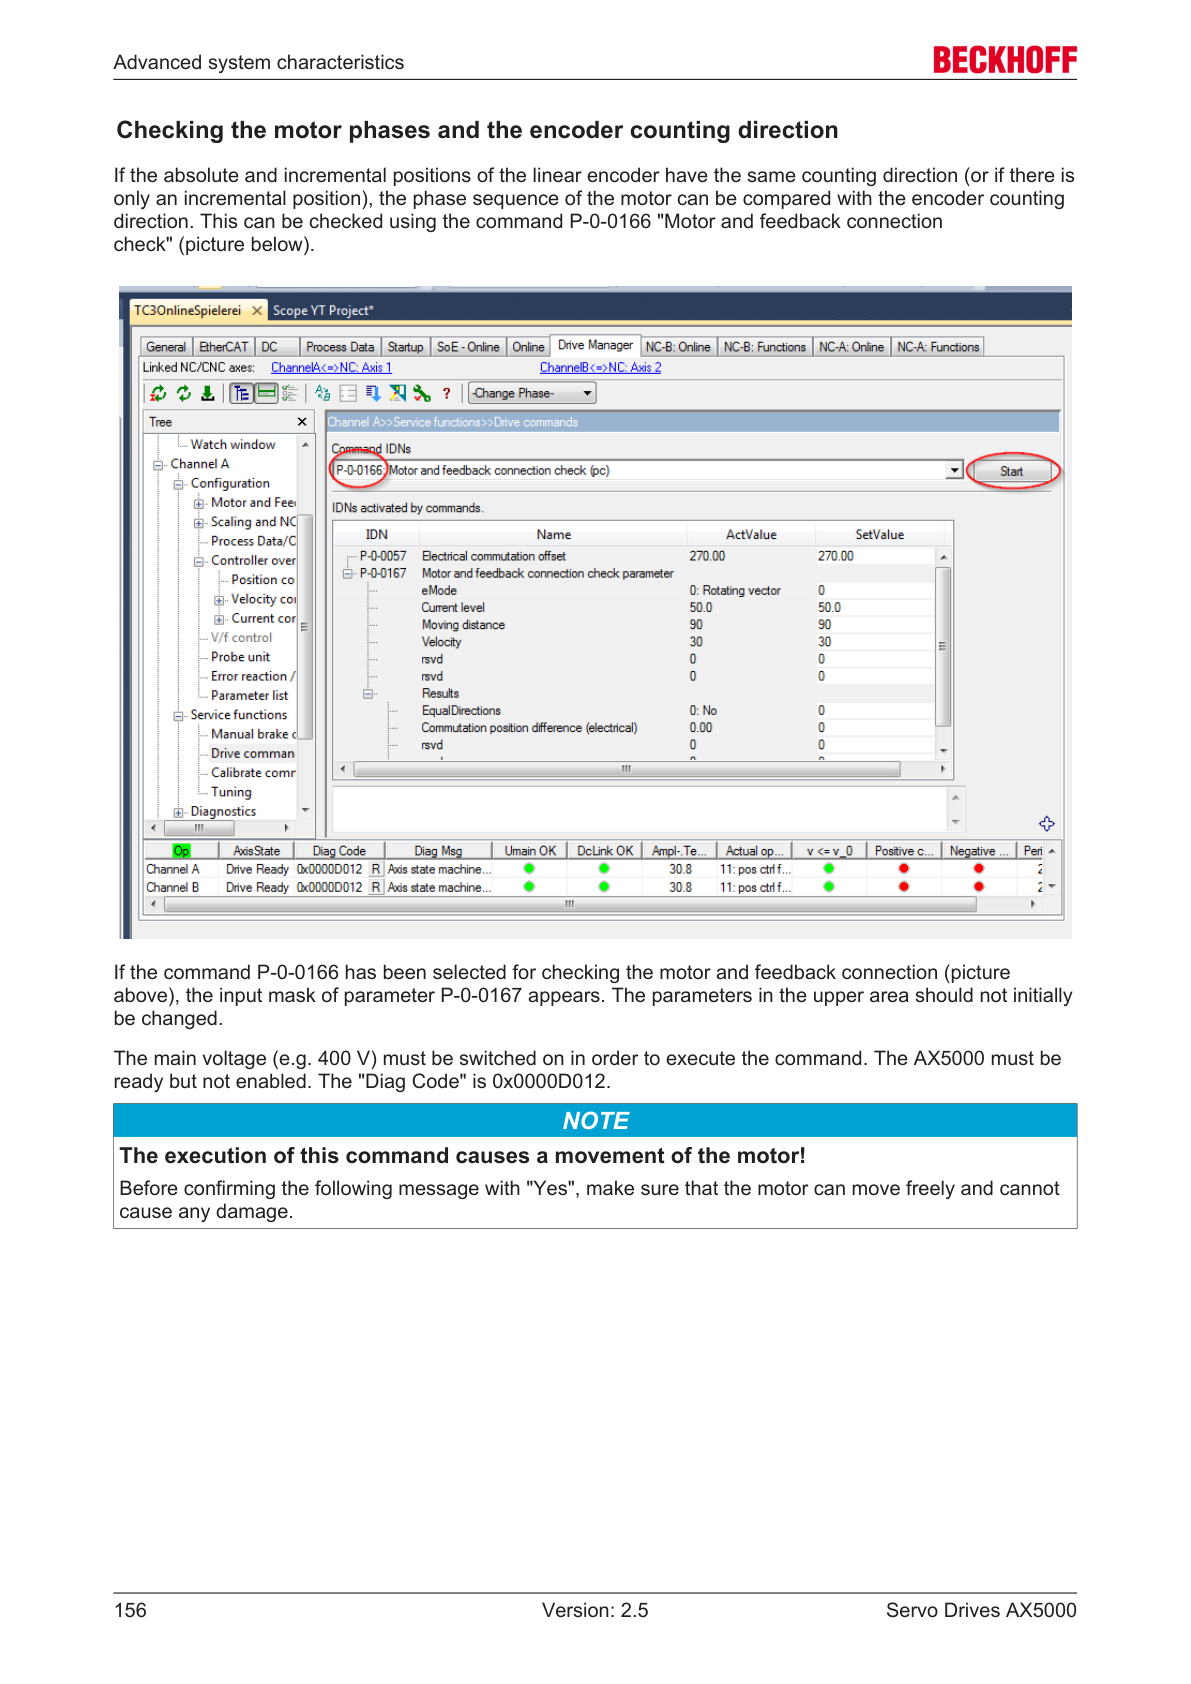 Advanced system characteristics
BECKHOFF
Checking the motor phases and the encoder counting direction
If the absolute and incremental positions of the linear encoder have the same counting direction (or if there is
only an incremental position), the phase sequence of the motor can be compared with the encoder counting
direction. This can be checked using the command P-0-0166 "Motor and feedback connection
check" (picture below).
TC3OnlineSpielerei Scope YT Project*
General EtherCAT DC Process Data Startup SoE - Online Online Drive Manager NC-B: Online NC-B: Functions NC-A: Online NC-A: Functions
Linked NC/CNC axes: ChannelA<=>NC: Axis 1 ChannelB<=>NC: Axis 2
-Change Phase-
Tree
Channel A>>Service functions>>Drive commands
Watch window
Channel A
Configuration
Motor and Fee
Scaling and NC
Process Data/C
Controller over
Position co
Velocity co
Current cor
V/f control
Probe unit
Error reaction /
Parameter list
Service functions
Manual brake c
Drive comman
Calibrate comr
Tuning
Diagnostics
Command IDNs
P-0-0166: Motor and feedback connection check (pc) Start
IDNs activated by commands.
IDN Name ActValue SetValue
P-0-0057 Electrical commutation offset 270.00 270.00
P-0-0167 Motor and feedback connection check parameter
eMode 0: Rotating vector 0
Current level 50.0 50.0
Moving distance 90 90
Velocity 30 30
rsvd 0 0
rsvd 0 0
Results
EqualDirections 0: No 0
Commutation position difference (electrical) 0.00 0
rsvd 0 0
Op AxisState Diag Code Diag Msg Umain OK DcLink OK Ampl-.Te... Actual op... v <= v_0 Positive c... Negative ... Peri
Channel A Drive Ready 0x0000D012 R Axis state machine... 30.8 11: pos ctrl f... 2
Channel B Drive Ready 0x0000D012 R Axis state machine... 30.8 11: pos ctrl f... 2
If the command P-0-0166 has been selected for checking the motor and feedback connection (picture
above), the input mask of parameter P-0-0167 appears. The parameters in the upper area should not initially
be changed.
The main voltage (e.g. 400 V) must be switched on in order to execute the command. The AX5000 must be
ready but not enabled. The "Diag Code" is 0x0000D012.
NOTE
The execution of this command causes a movement of the motor!
Before confirming the following message with "Yes", make sure that the motor can move freely and cannot
cause any damage.
156 Version: 2.5 Servo Drives AX5000